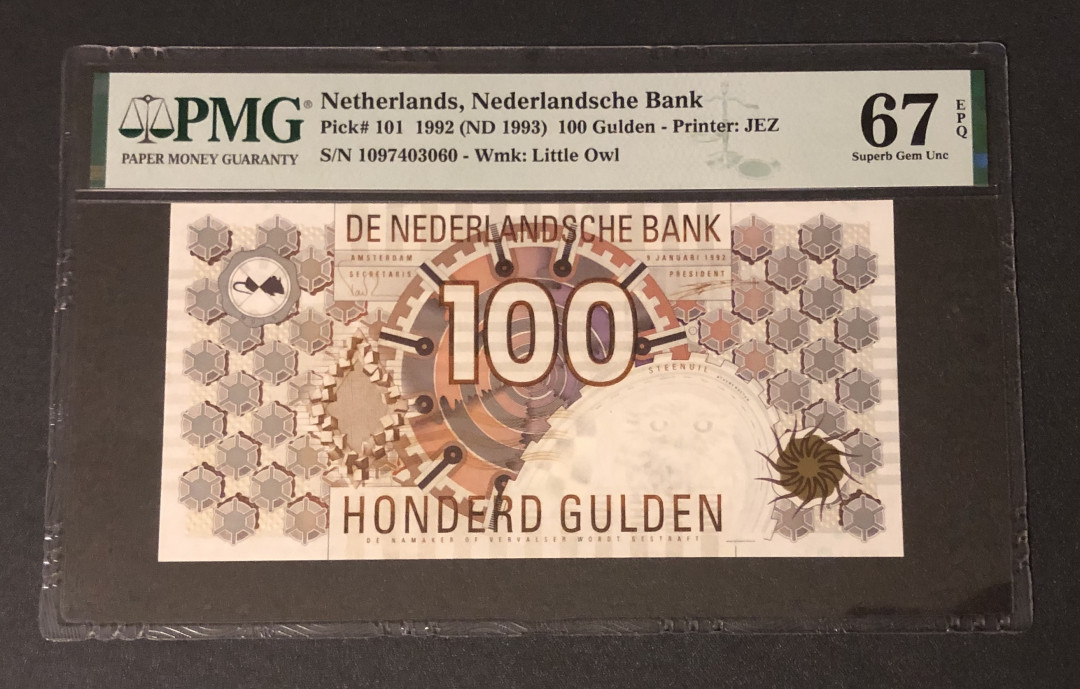 PMG®
PAPER MONEY GUARANTY
Netherlands, Nederlandsche Bank
Pick# 101 1992 (ND 1993) 100 Gulden - Printer: JEZ
S/N 1097403060 - Wmk: Little Owl
67 EPQ
Superb Gem Unc
DE NEDERLANDSCHE BANK
AMSTERDAM 9 JANUARI 1992
SECRETARIS PRESIDENT
100
STEENUIL
HONDERD GULDEN
DE NAMAKER OF VERVALSER WORDT GESTRAFT